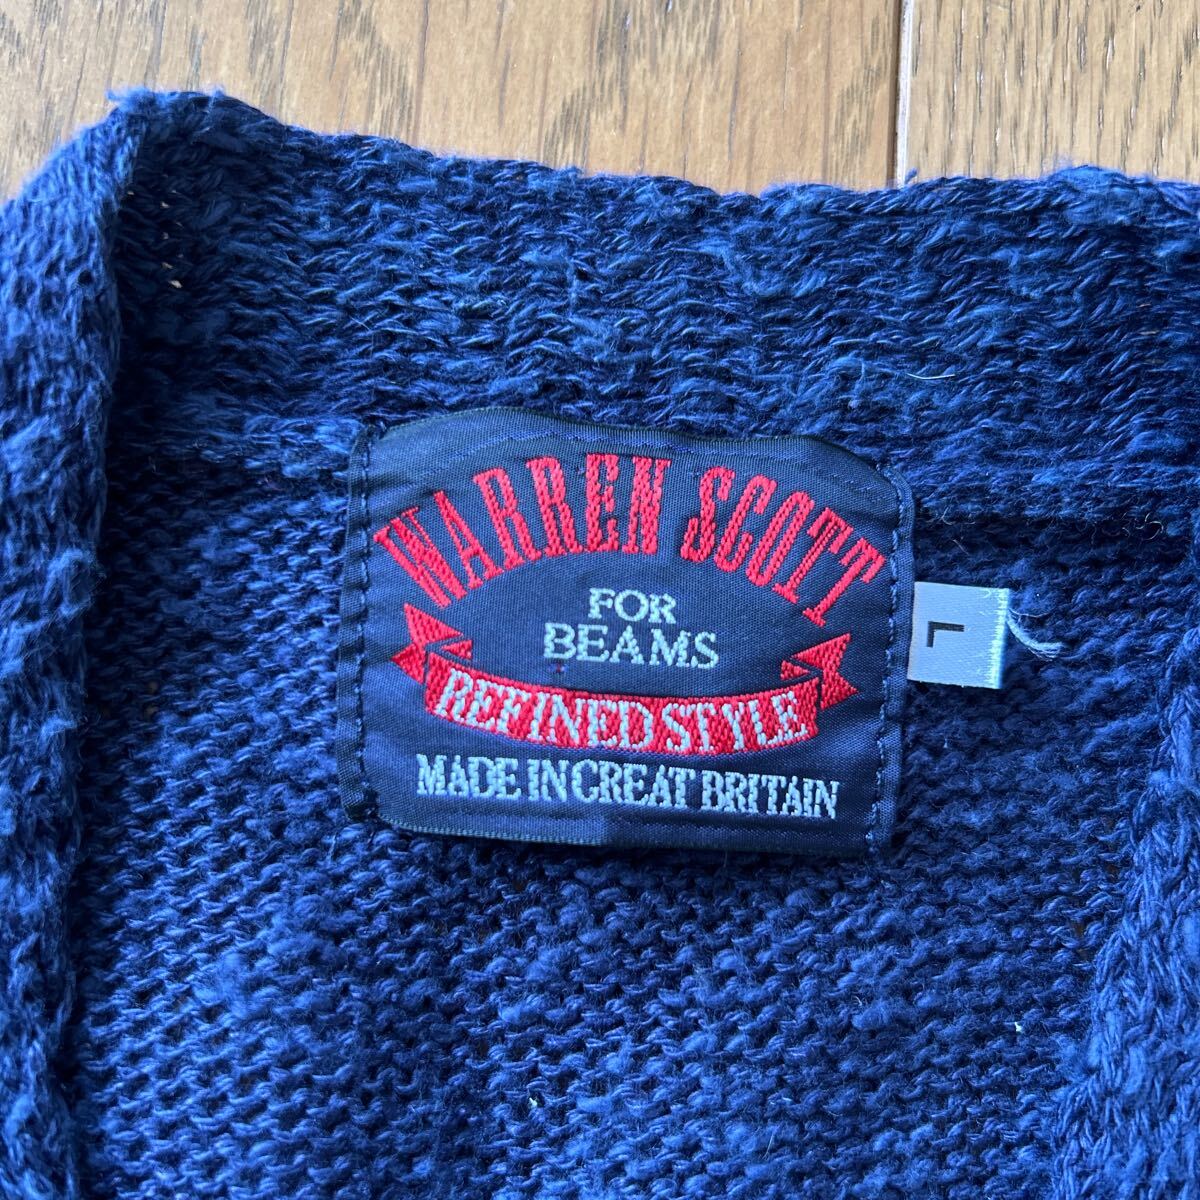 WARREN SCOTT
FOR
BEAMS
REFINED STYLE
MADE IN GREAT BRITAIN
L